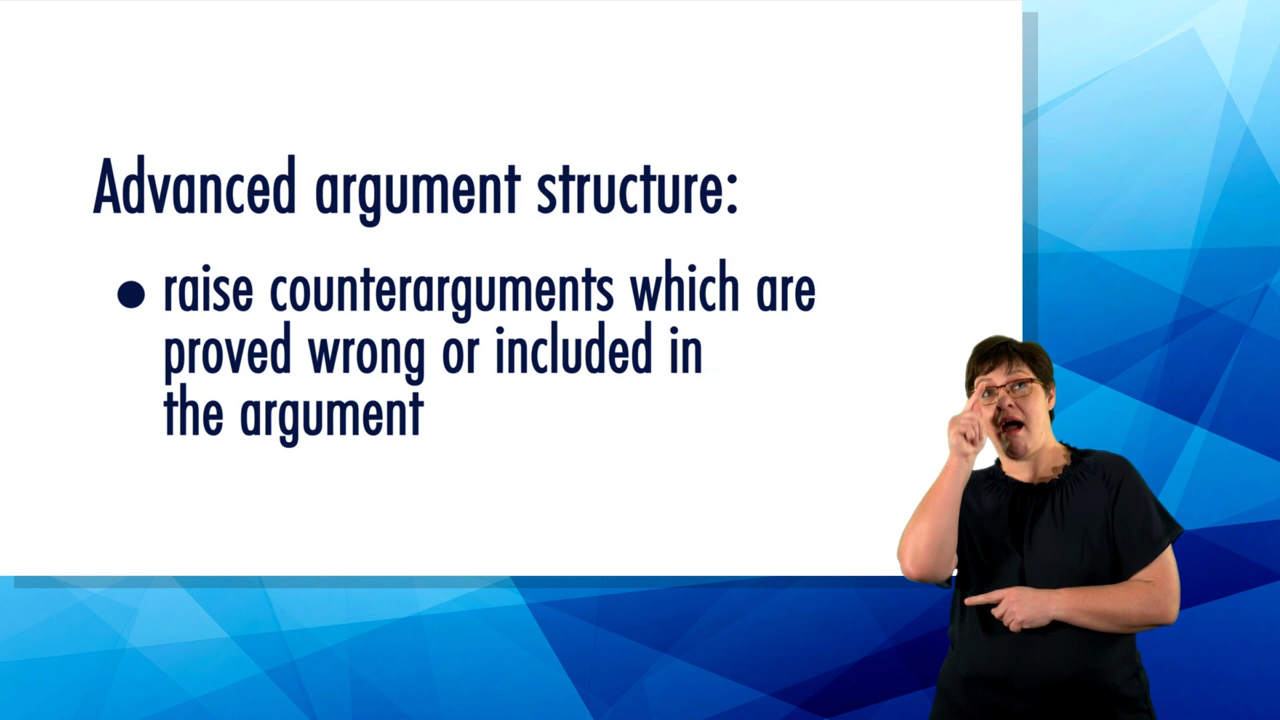 Advanced argument structure:
● raise counterarguments which are
proved wrong or included in
the argument